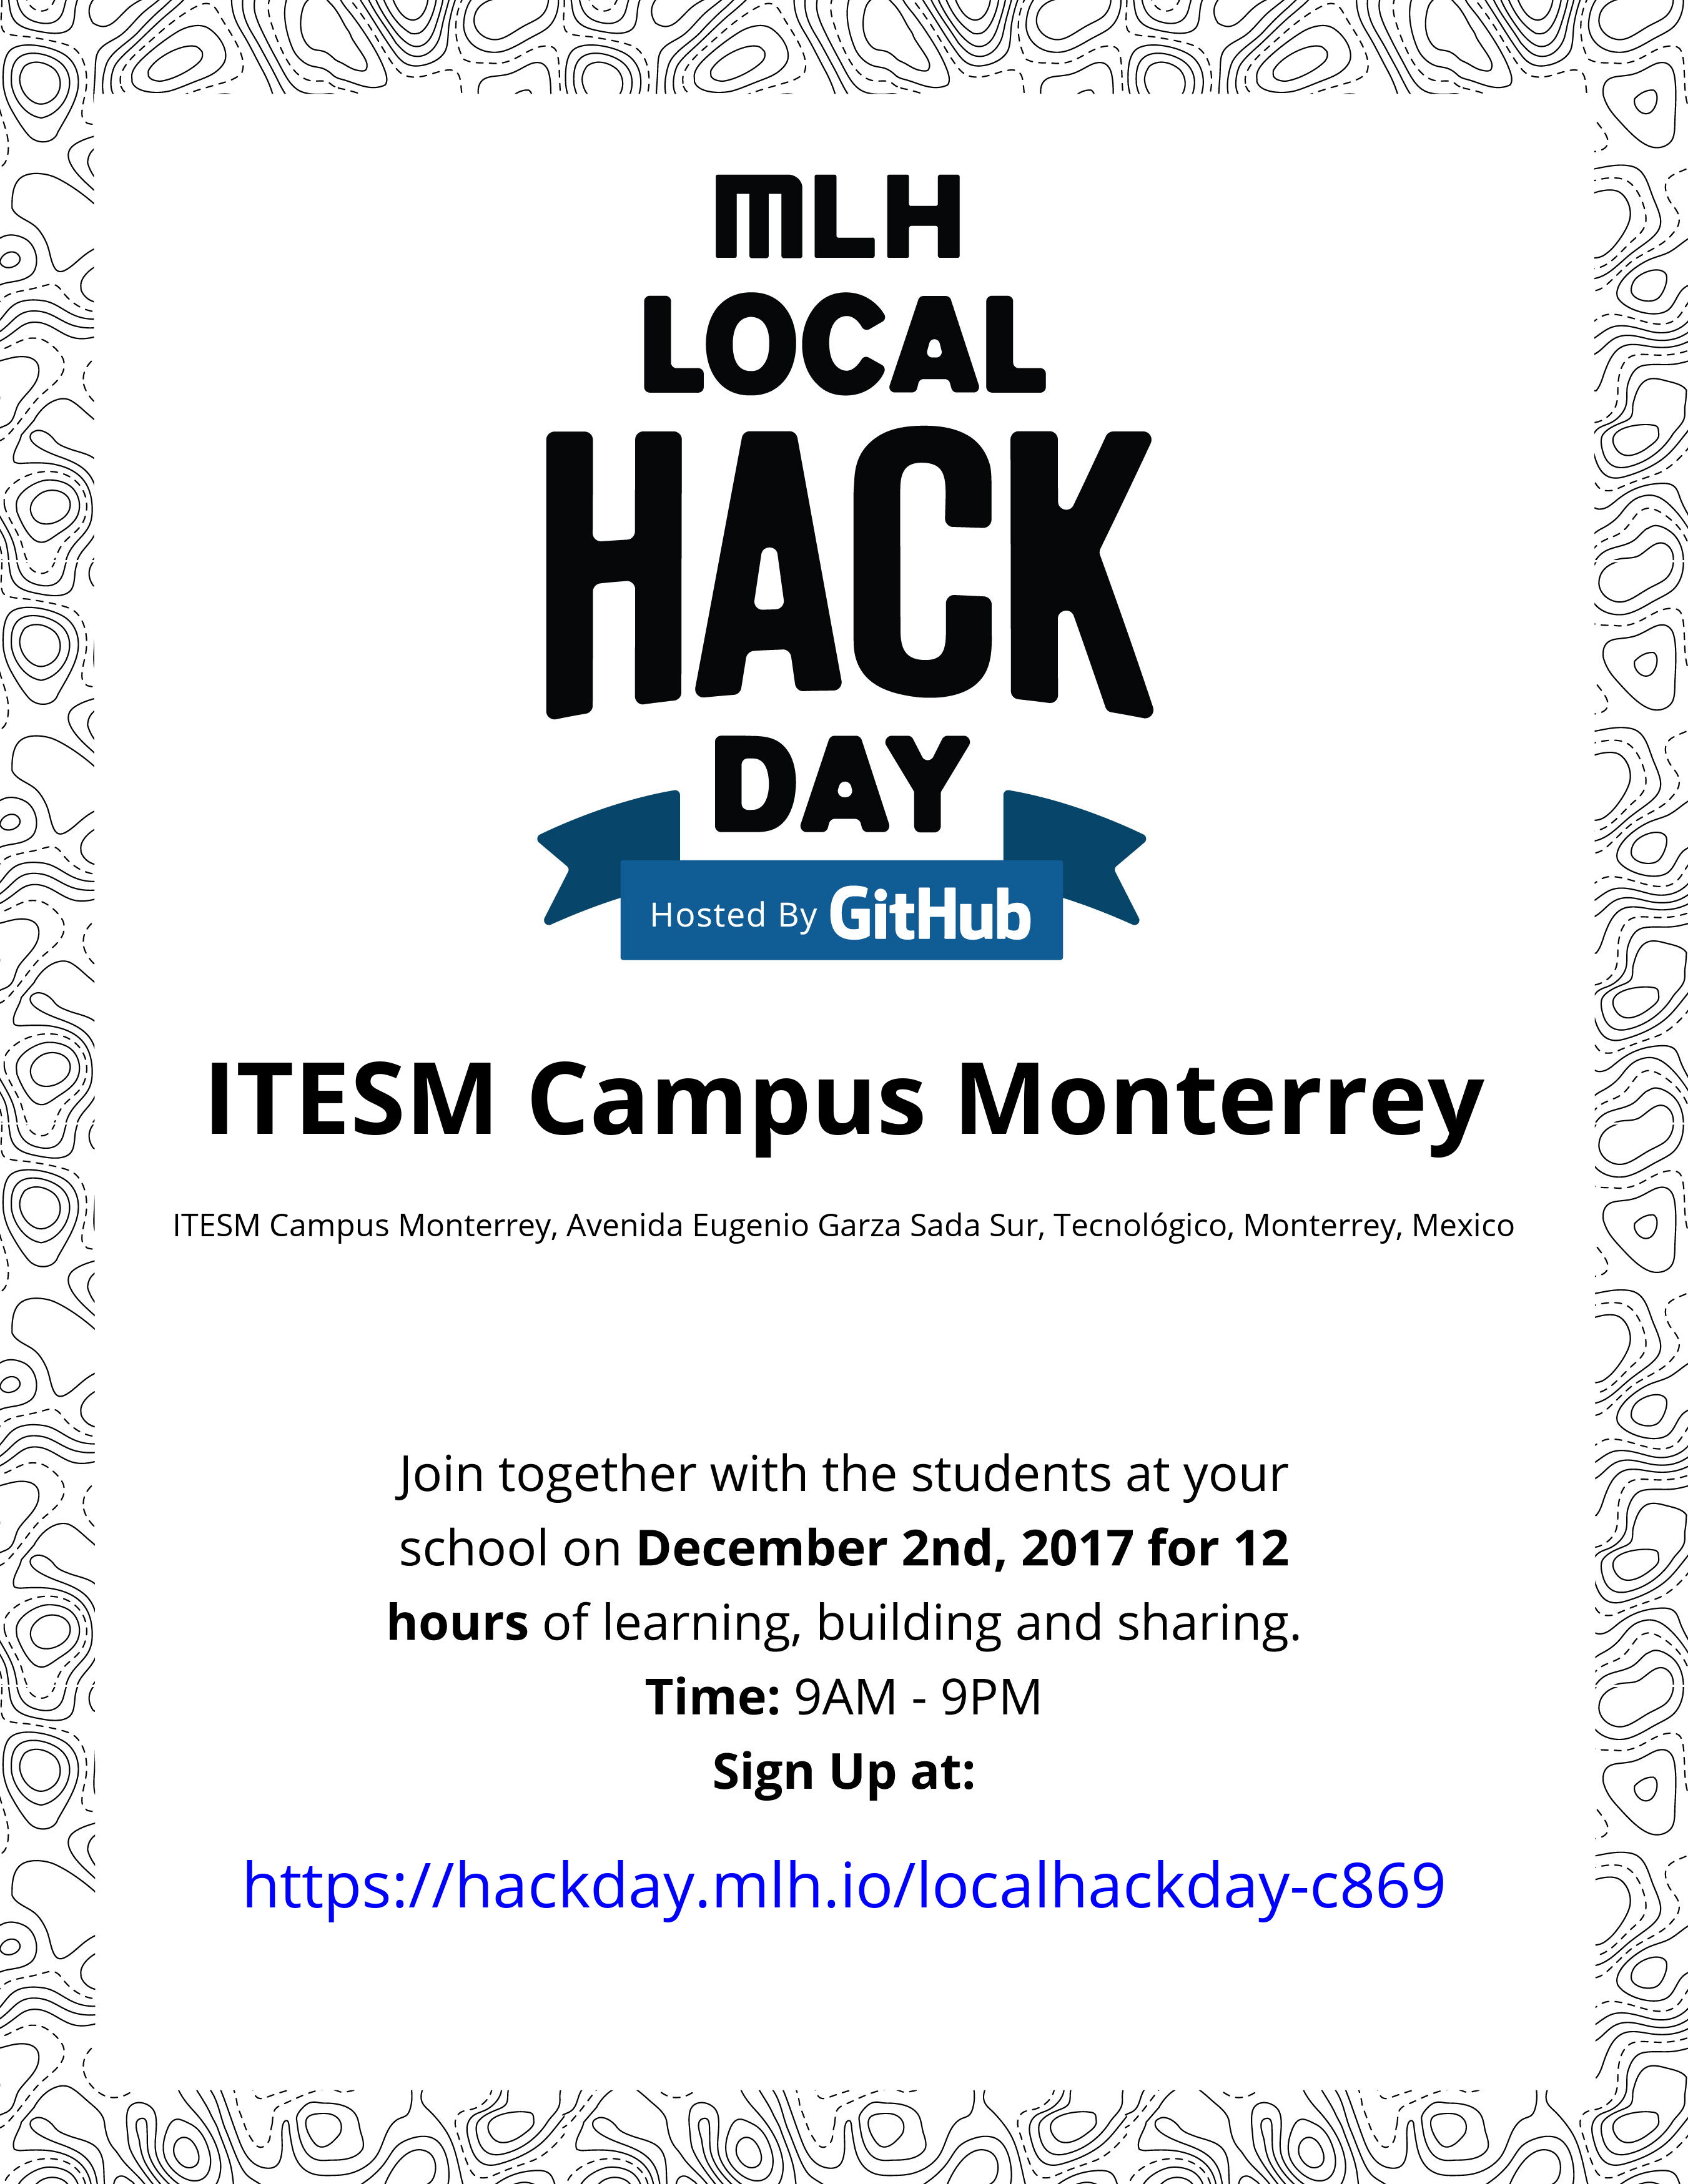 MLH
LOCAL
HACK
DAY
Hosted By GitHub
ITESM Campus Monterrey
ITESM Campus Monterrey, Avenida Eugenio Garza Sada Sur, Tecnológico, Monterrey, Mexico
Join together with the students at your
school on December 2nd, 2017 for 12
hours of learning, building and sharing.
Time: 9AM - 9PM
Sign Up at:
https://hackday.mlh.io/localhackday-c869